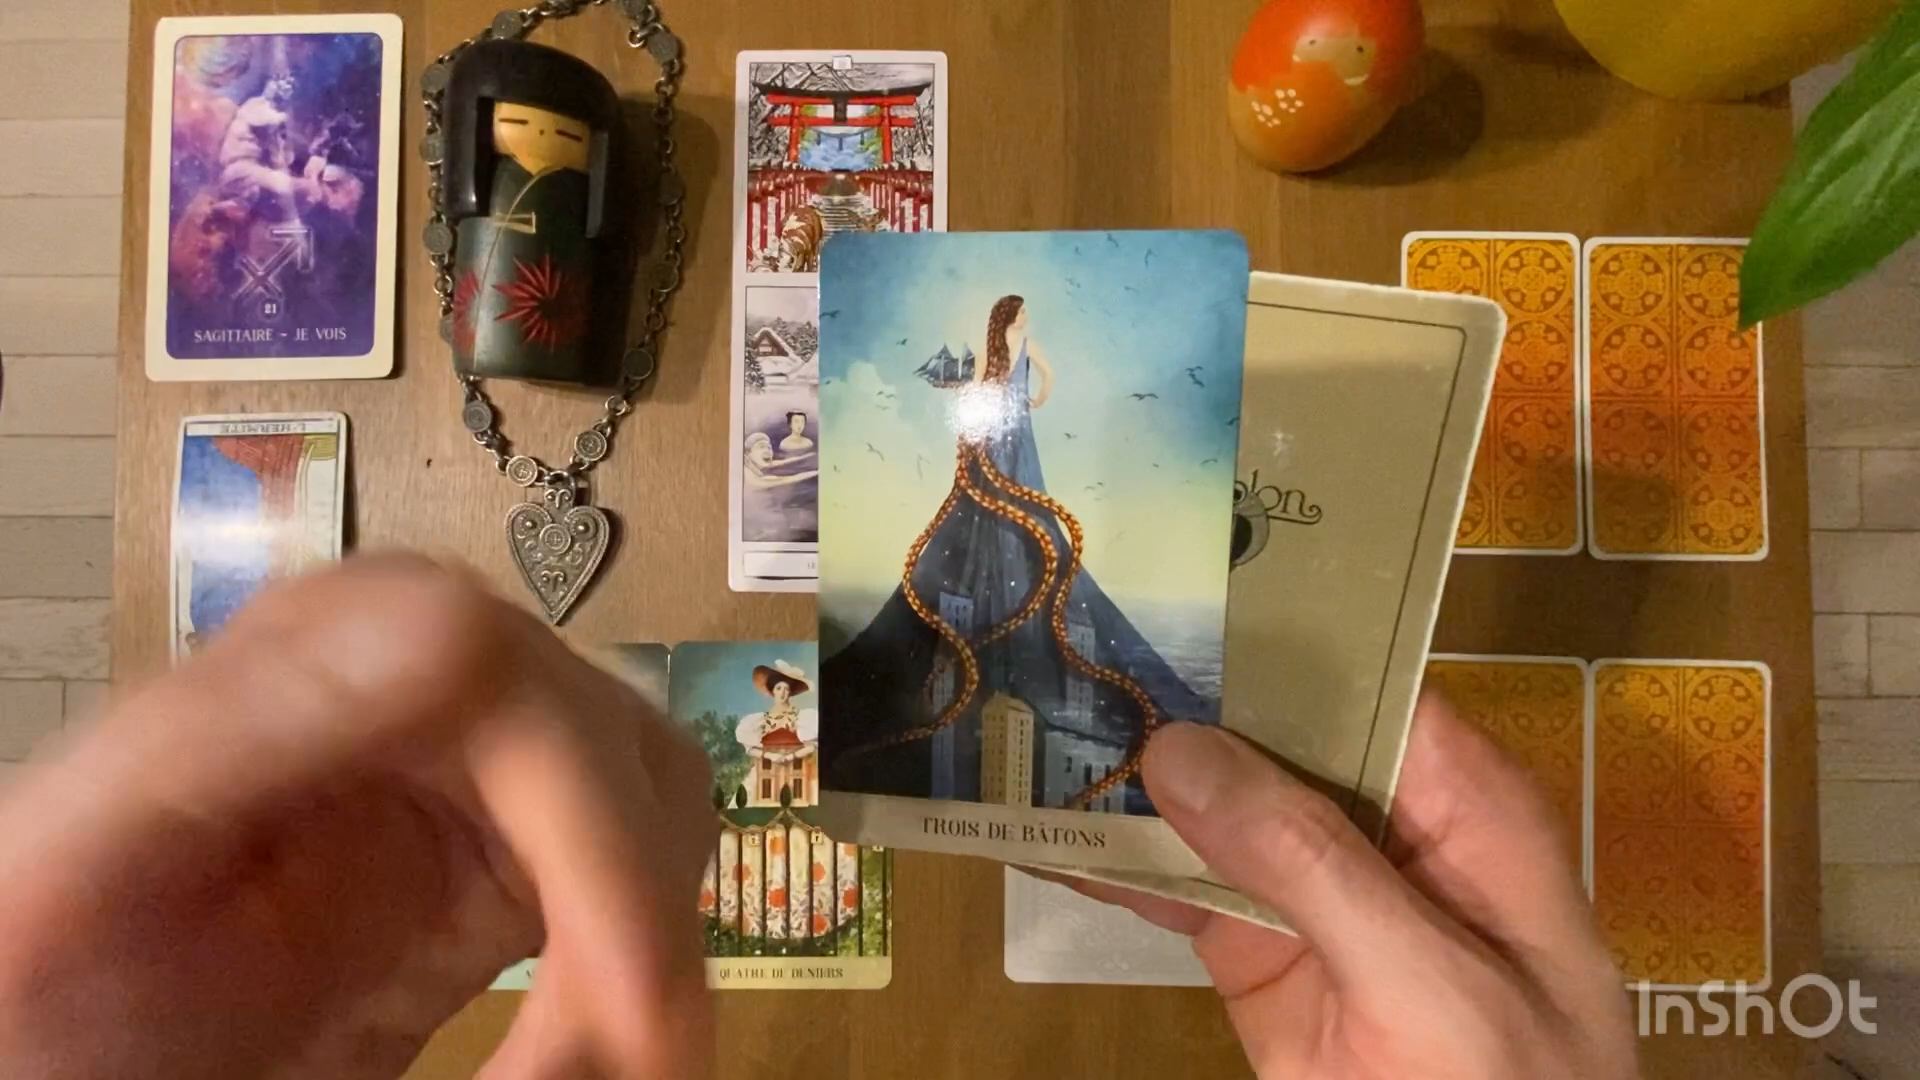 21
SAGITTAIRE ~ JE VOIS
L'HERMITE
TROIS DE BÂTONS
QUATRE DE DENIERS
InShOt